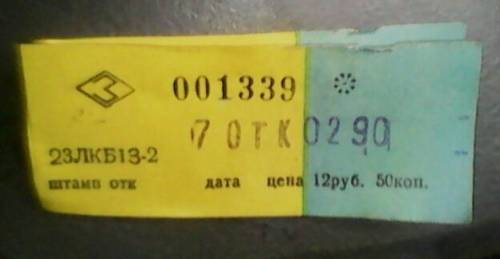 001339
7 ОТК 0290
23ЛКБ13-2
штамп отк дата цена 12руб. 50коп.